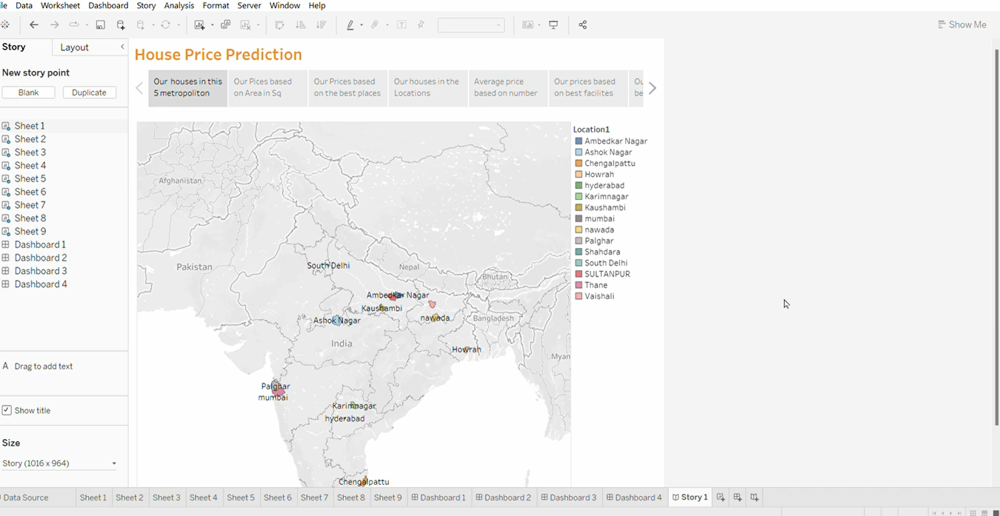 ile Data Worksheet Dashboard Story Analysis Format Server Window Help
Show Me
Story Layout
New story point
Blank Duplicate
Sheet 1
Sheet 2
Sheet 3
Sheet 4
Sheet 5
Sheet 6
Sheet 7
Sheet 8
Sheet 9
Dashboard 1
Dashboard 2
Dashboard 3
Dashboard 4
A Drag to add text
Show title
Size
Story (1016 x 964)
House Price Prediction
Our houses in this
5 metropoliton
Our Pices based
on Area in Sq
Our Prices based
on the best places
Our houses in the
Locations
Average price
based on number
Our prices based
on best facilites
Ou
be
Afghanistan
Pakistan
South Delhi
Nepal
Bhutan
Ambedkar Nagar
Kaushambi
Ashok Nagar
nawada
Bangladesh
India
Howrah
Myan
Palghar
mumbai
Karimnagar
hyderabad
Chengalpattu
Location1
Ambedkar Nagar
Ashok Nagar
Chengalpattu
Howrah
hyderabad
Karimnagar
Kaushambi
mumbai
nawada
Palghar
Shahdara
South Delhi
SULTANPUR
Thane
Vaishali
Data Source Sheet 1 Sheet 2 Sheet 3 Sheet 4 Sheet 5 Sheet 6 Sheet 7 Sheet 8 Sheet 9 Dashboard 1 Dashboard 2 Dashboard 3 Dashboard 4 Story 1